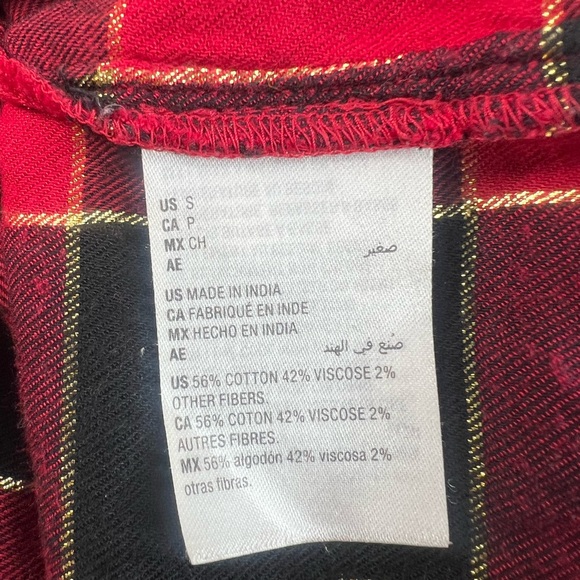 US S
CA P
MX CH
AE صغير
US MADE IN INDIA
CA FABRIQUÉ EN INDE
MX HECHO EN INDIA
AE صُنع في الهند
US 56% COTTON 42% VISCOSE 2%
OTHER FIBERS.
CA 56% COTON 42% VISCOSE 2%
AUTRES FIBRES.
MX 56% algodón 42% viscosa 2%
otras fibras.